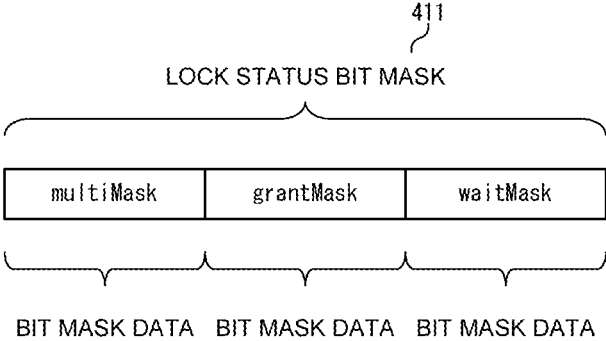 411
LOCK STATUS BIT MASK
multiMask grantMask waitMask
BIT MASK DATA BIT MASK DATA BIT MASK DATA